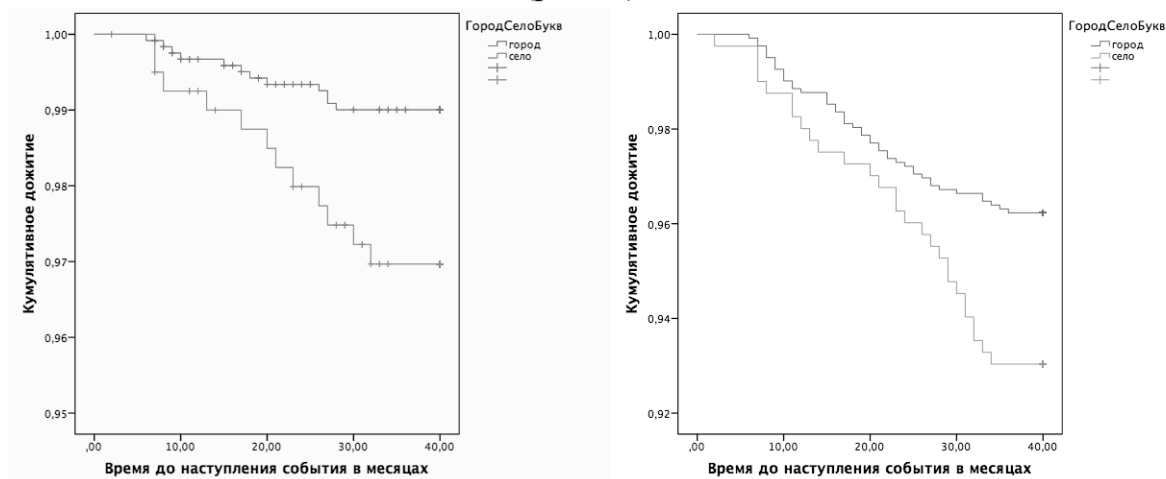 ГородСелоБукв
город
село
1,00
0,99
0,98
0,97
0,96
0,95
Кумулятивное дожитие
,00 10,00 20,00 30,00 40,00
Время до наступления события в месяцах
ГородСелоБукв
город
село
1,00
0,98
0,96
0,94
0,92
Кумулятивное дожитие
,00 10,00 20,00 30,00 40,00
Время до наступления события в месяцах